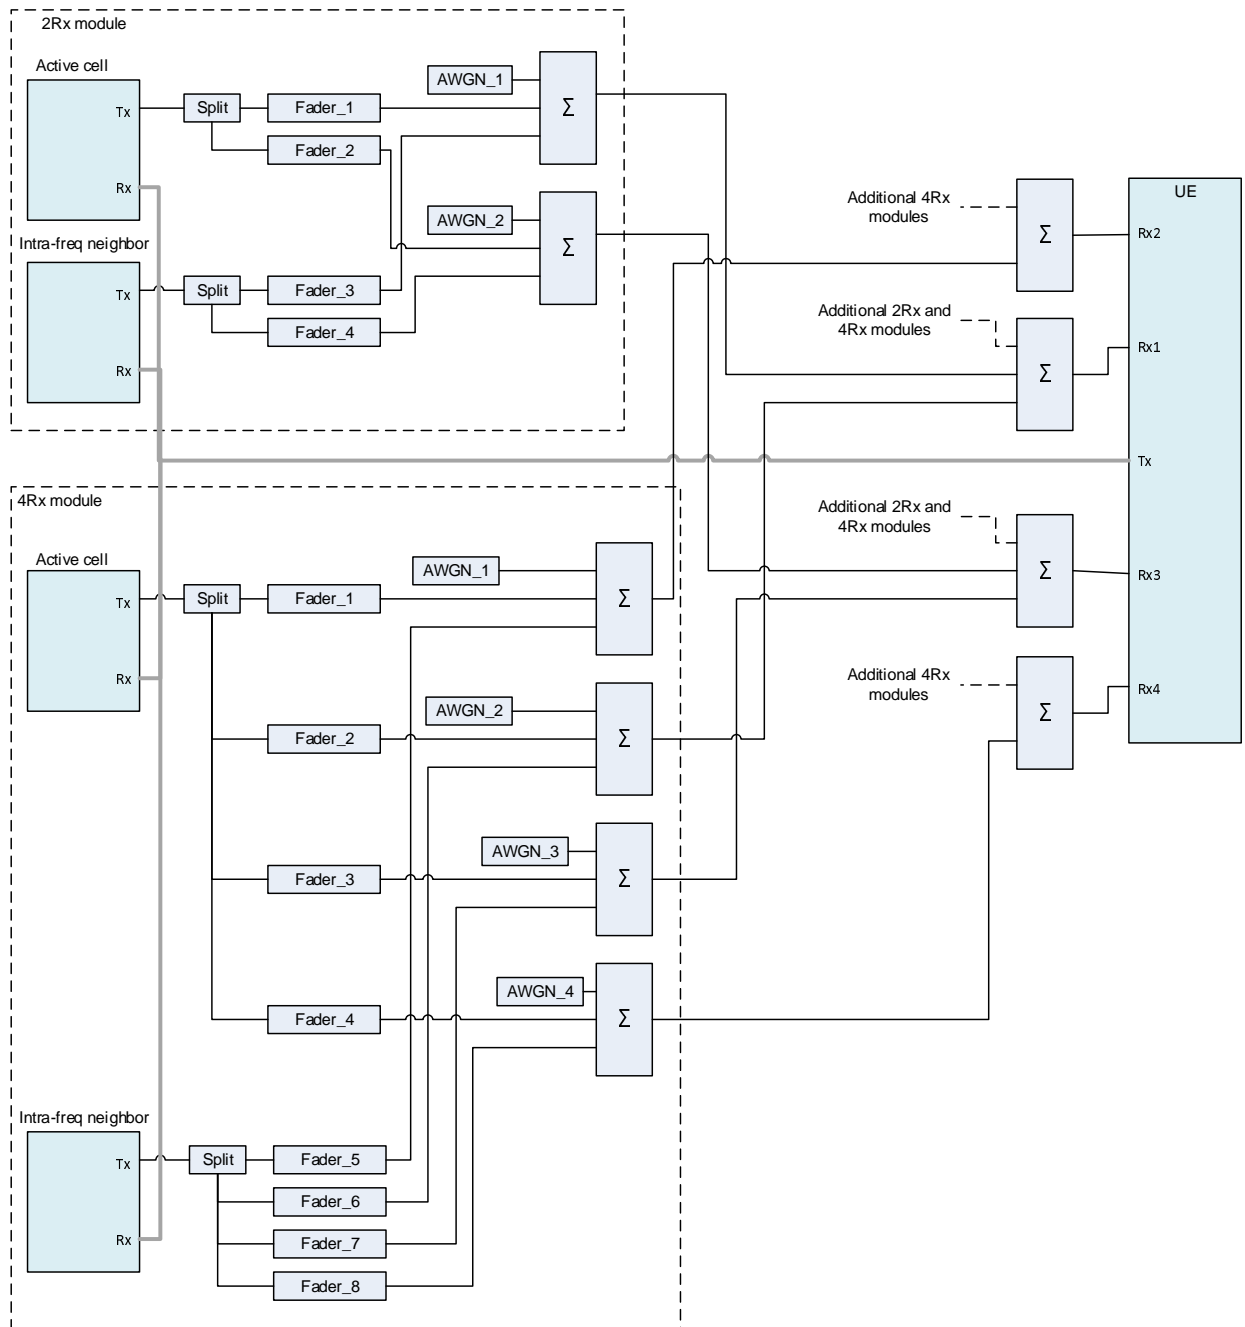 2Rx module
Active cell
Tx
Rx
Split
Fader_1
Fader_2
AWGN_1
Σ
AWGN_2
Σ
Intra-freq neighbor
Tx
Rx
Split
Fader_3
Fader_4
Additional 4Rx
modules
Σ
Additional 2Rx and
4Rx modules
Σ
UE
Rx2
Rx1
Tx
Rx3
Rx4
Additional 2Rx and
4Rx modules
Σ
Additional 4Rx
modules
Σ
4Rx module
Active cell
Tx
Rx
Split
Fader_1
AWGN_1
Σ
Fader_2
AWGN_2
Σ
Fader_3
AWGN_3
Σ
Fader_4
AWGN_4
Σ
Intra-freq neighbor
Tx
Rx
Split
Fader_5
Fader_6
Fader_7
Fader_8